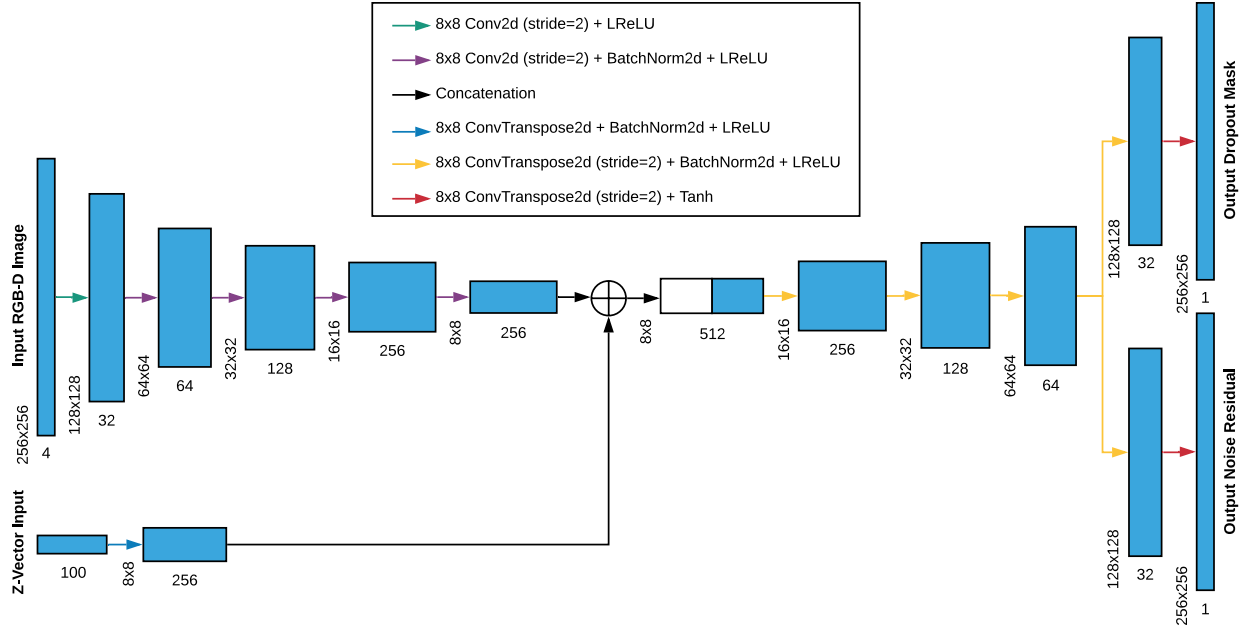 8x8 Conv2d (stride=2) + LReLU
8x8 Conv2d (stride=2) + BatchNorm2d + LReLU
Concatenation
8x8 ConvTranspose2d + BatchNorm2d + LReLU
8x8 ConvTranspose2d (stride=2) + BatchNorm2d + LReLU
8x8 ConvTranspose2d (stride=2) + Tanh
Input RGB-D Image
256x256
4
128x128
32
64x64
64
32x32
128
16x16
256
8x8
256
Z-Vector Input
100
8x8
256
8x8
512
16x16
256
32x32
128
64x64
64
128x128
32
256x256
1
Output Dropout Mask
128x128
32
256x256
1
Output Noise Residual